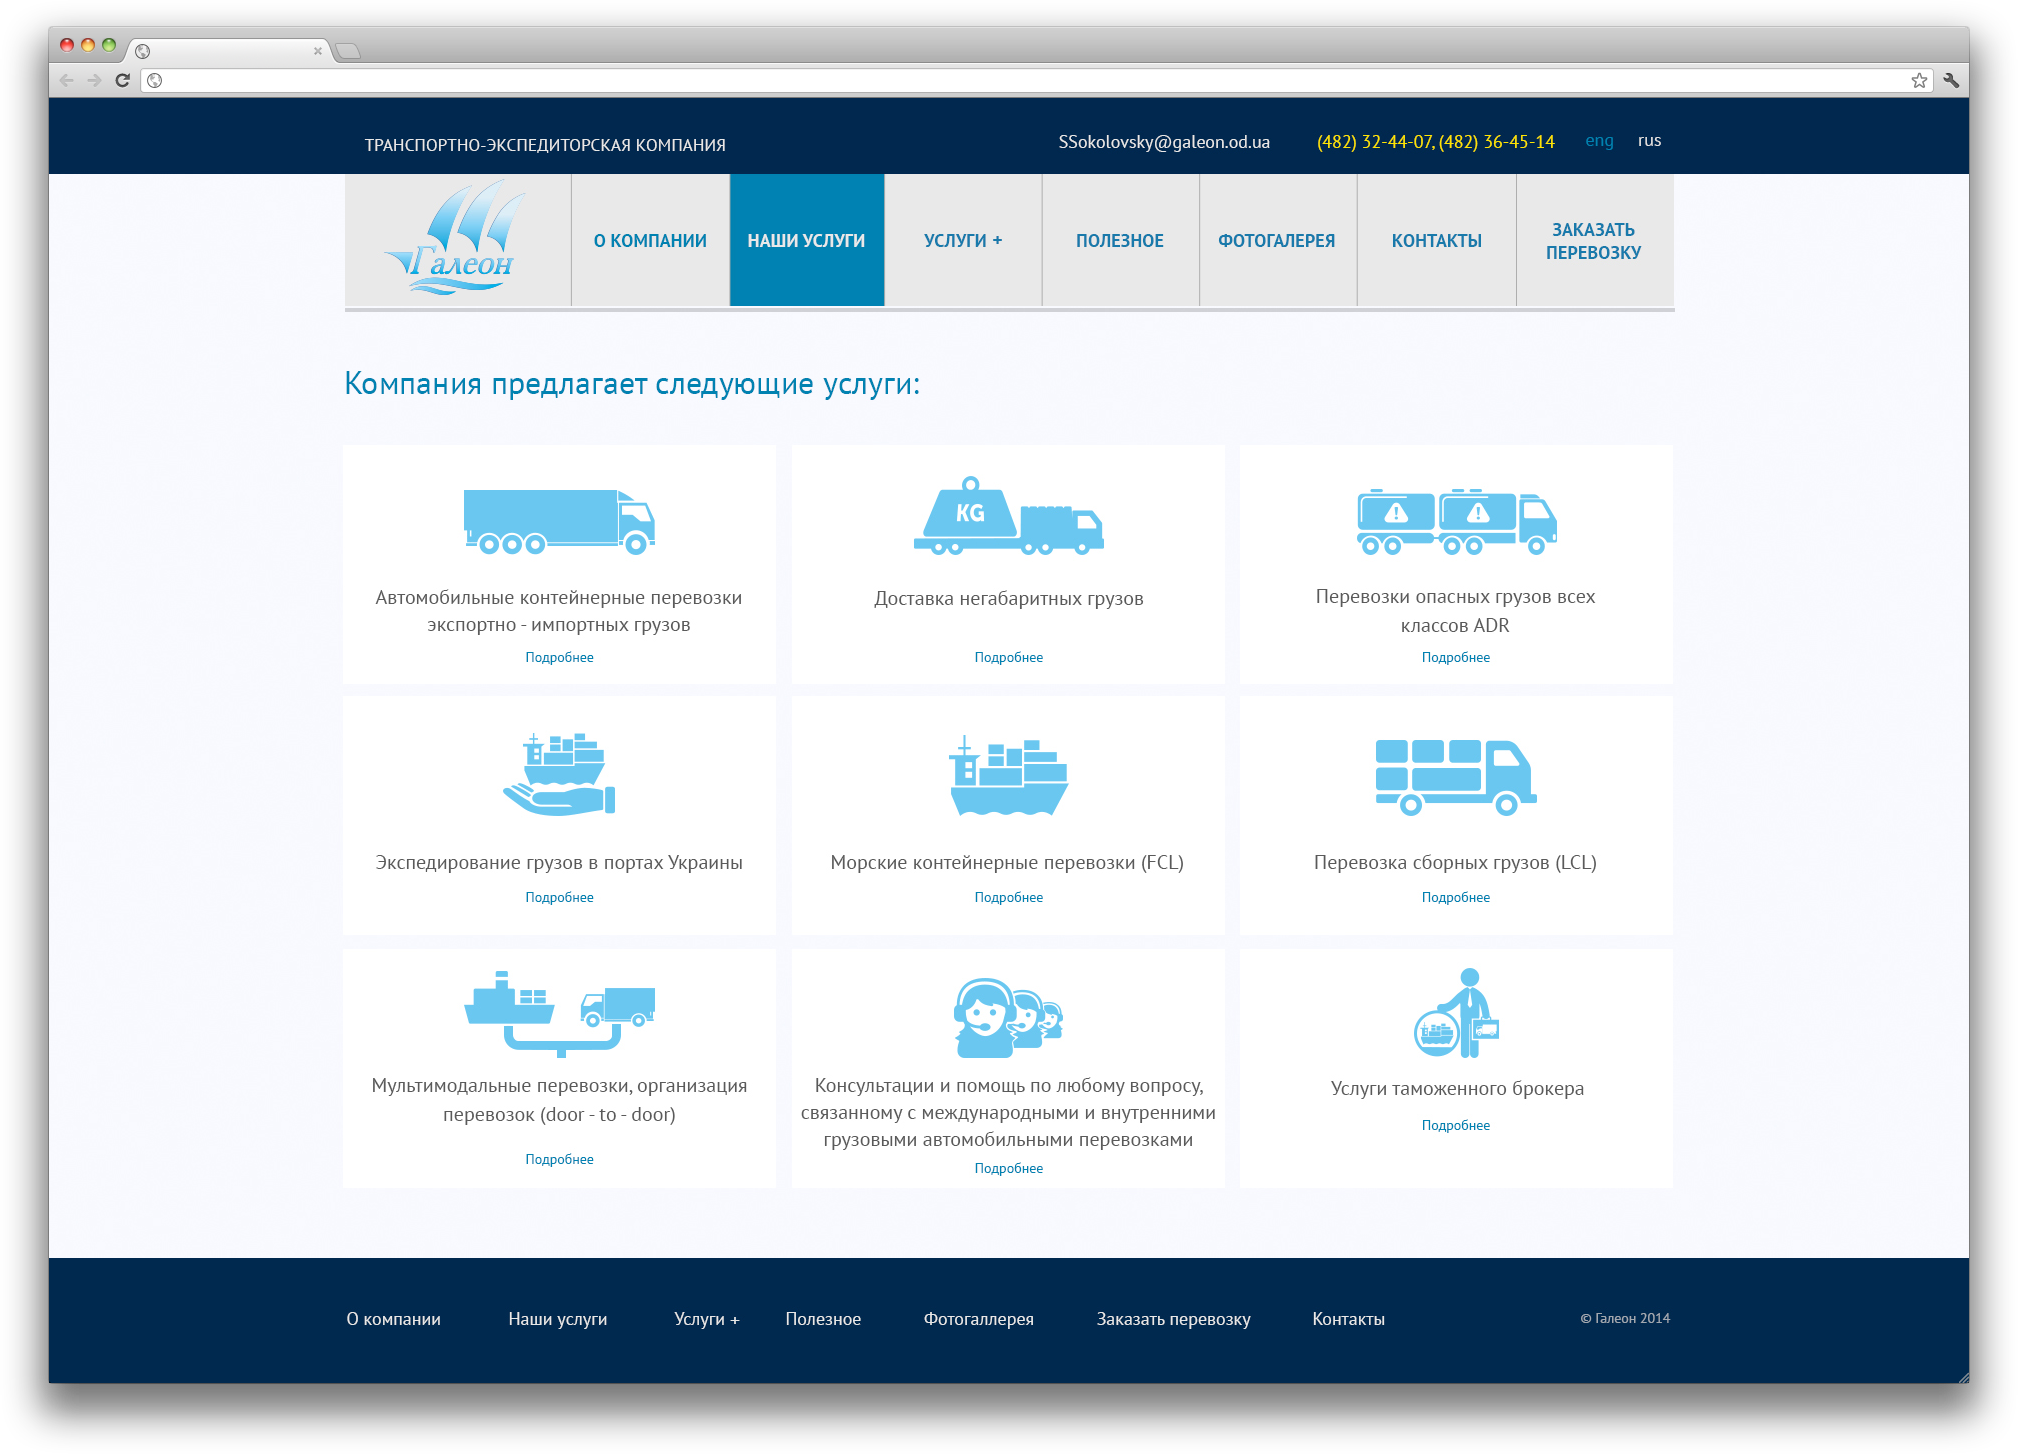 ТРАНСПОРТНО-ЭКСПЕДИТОРСКАЯ КОМПАНИЯ
SSokolovsky@galeon.od.ua
(482) 32-44-07, (482) 36-45-14
eng
rus
Галеон
О КОМПАНИИ
НАШИ УСЛУГИ
УСЛУГИ +
ПОЛЕЗНОЕ
ФОТОГАЛЕРЕЯ
КОНТАКТЫ
ЗАКАЗАТЬ
ПЕРЕВОЗКУ
Компания предлагает следующие услуги:
Автомобильные контейнерные перевозки
экспортно - импортных грузов
Подробнее
KG
Доставка негабаритных грузов
Подробнее
! !
Перевозки опасных грузов всех
классов ADR
Подробнее
Экспедирование грузов в портах Украины
Подробнее
Морские контейнерные перевозки (FCL)
Подробнее
Перевозка сборных грузов (LCL)
Подробнее
Мультимодальные перевозки, организация
перевозок (door - to - door)
Подробнее
Консультации и помощь по любому вопросу,
связанному с международными и внутренними
грузовыми автомобильными перевозками
Подробнее
Услуги таможенного брокера
Подробнее
О компании
Наши услуги
Услуги +
Полезное
Фотогаллерея
Заказать перевозку
Контакты
© Галеон 2014